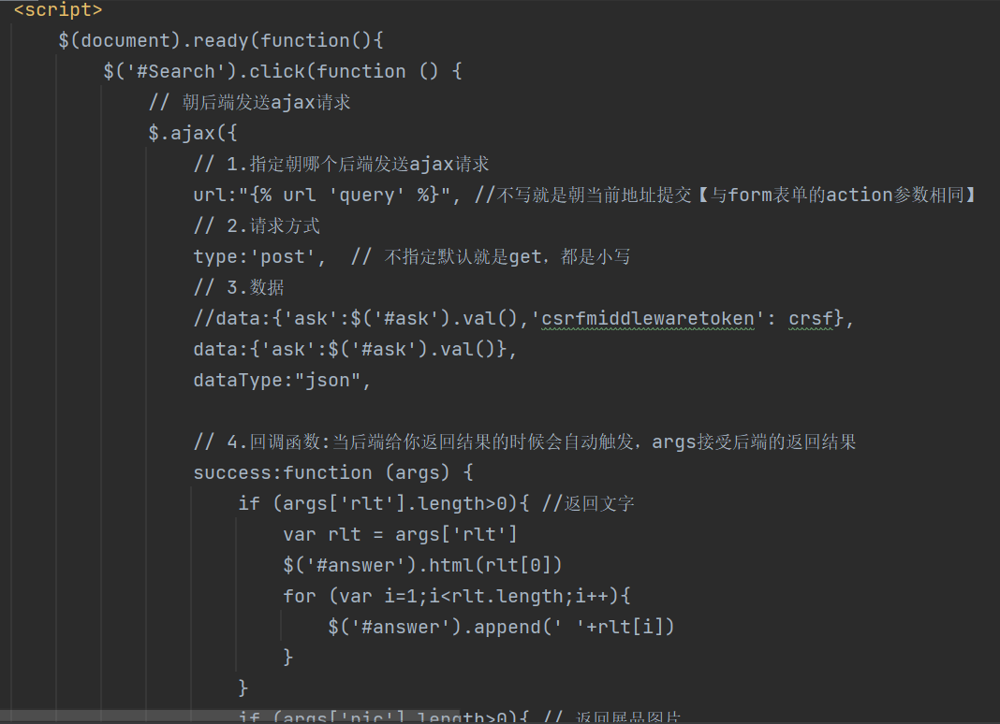 <script>
$(document).ready(function(){
$('#Search').click(function () {
// 朝后端发送ajax请求
$.ajax({
// 1.指定朝哪个后端发送ajax请求
url:"{% url 'query' %}", //不写就是朝当前地址提交【与form表单的action参数相同】
// 2.请求方式
type:'post',  // 不指定默认就是get，都是小写
// 3.数据
//data:{'ask':$('#ask').val(),'csrfmiddlewaretoken': crsf},
data:{'ask':$('#ask').val()},
dataType:"json",
// 4.回调函数:当后端给你返回结果的时候会自动触发，args接受后端的返回结果
success:function (args) {
if (args['rlt'].length>0){ //返回文字
var rlt = args['rlt']
$('#answer').html(rlt[0])
for (var i=1;i<rlt.length;i++){
$('#answer').append(' '+rlt[i])
}
}
if (args['pic'].length>0){ // 返回展品图片